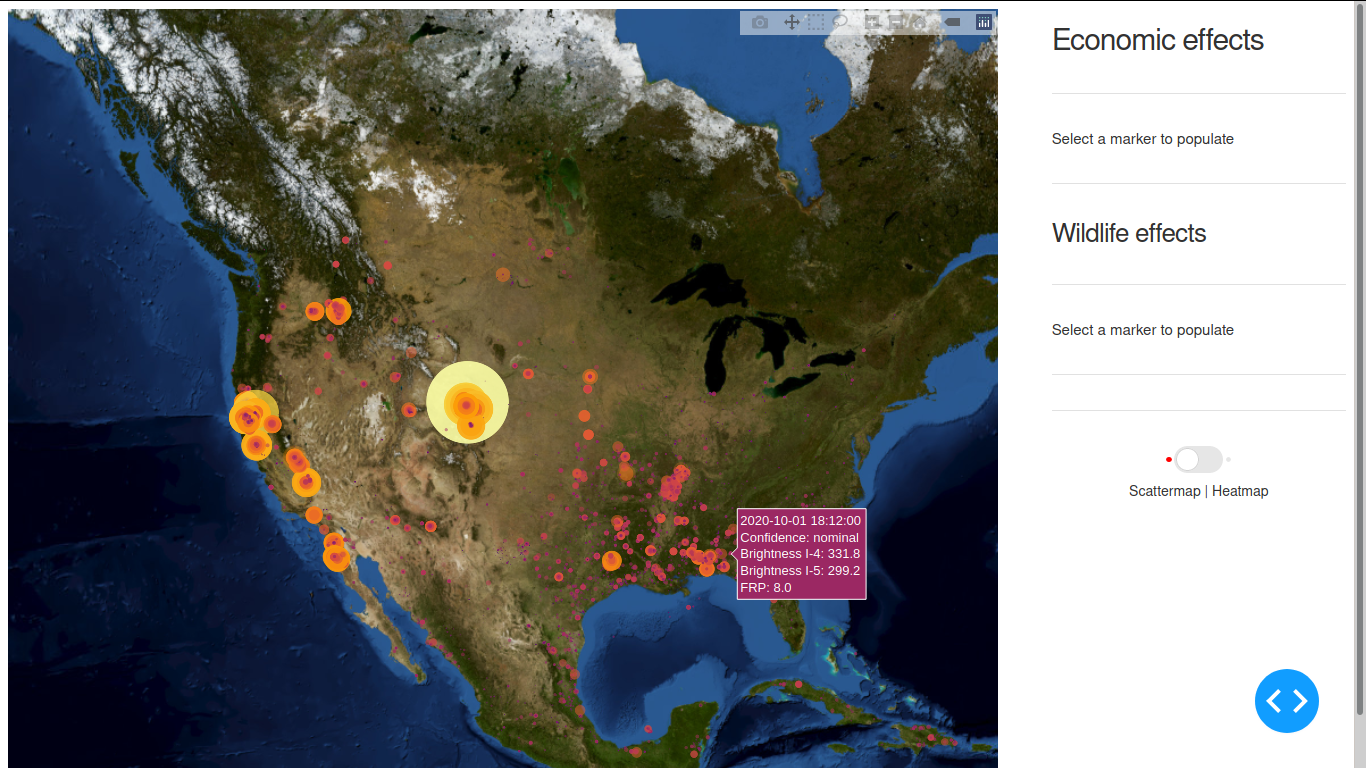 Economic effects
Select a marker to populate
Wildlife effects
Select a marker to populate
Scattermap | Heatmap
2020-10-01 18:12:00
Confidence: nominal
Brightness I-4: 331.8
Brightness I-5: 299.2
FRP: 8.0